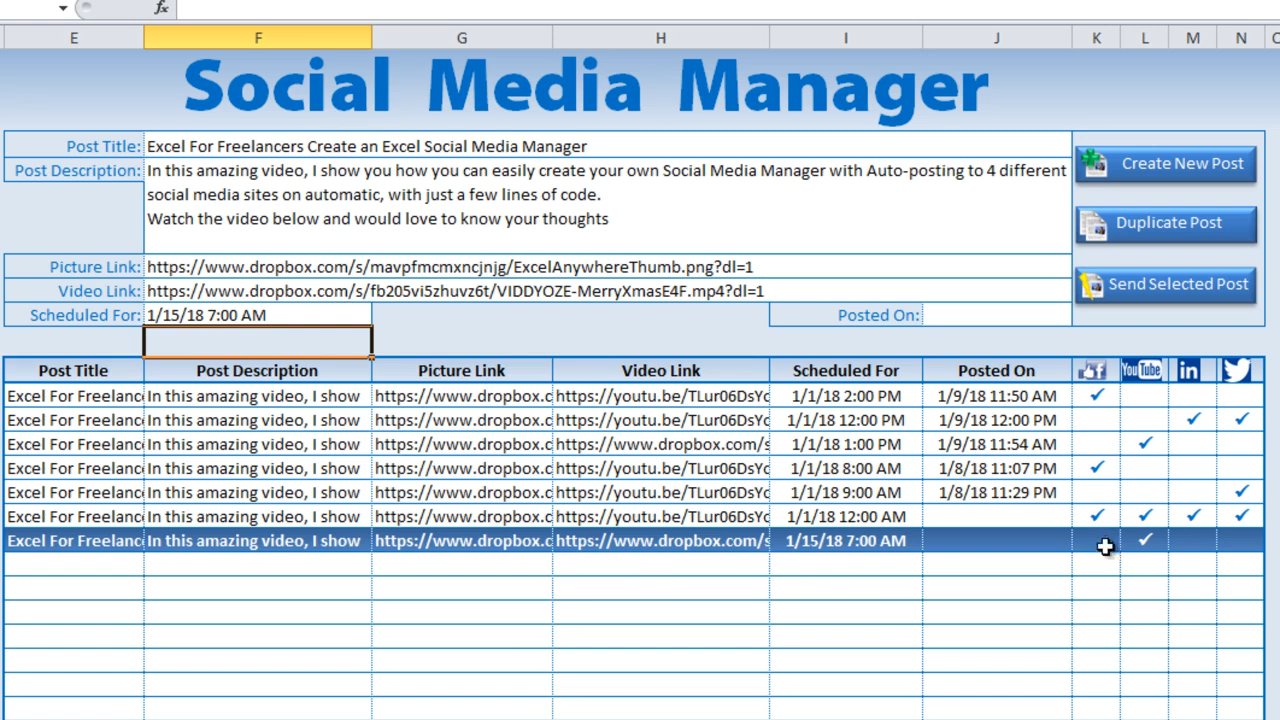 E F G H I J K L M N
Social Media Manager
Post Title: Excel For Freelancers Create an Excel Social Media Manager
Create New Post
Post Description: In this amazing video, I show you how you can easily create your own Social Media Manager with Auto-posting to 4 different
social media sites on automatic, with just a few lines of code.
Watch the video below and would love to know your thoughts
Duplicate Post
Picture Link: https://www.dropbox.com/s/mavpfmcmxncjnjg/ExcelAnywhereThumb.png?dl=1
Video Link: https://www.dropbox.com/s/fb205vi5zhuvz6t/VIDDYOZE-MerryXmasE4F.mp4?dl=1
Send Selected Post
Scheduled For: 1/15/18 7:00 AM Posted On:
Post Title Post Description Picture Link Video Link Scheduled For Posted On f YouTube in
Excel For Freelanc In this amazing video, I show https://www.dropbox.c https://youtu.be/TLur06DsYc 1/1/18 2:00 PM 1/9/18 11:50 AM ✓
Excel For Freelanc In this amazing video, I show https://www.dropbox.c https://youtu.be/TLur06DsYc 1/1/18 12:00 PM 1/9/18 12:00 PM ✓ ✓
Excel For Freelanc In this amazing video, I show https://www.dropbox.c https://www.dropbox.com/s 1/1/18 1:00 PM 1/9/18 11:54 AM ✓
Excel For Freelanc In this amazing video, I show https://www.dropbox.c https://youtu.be/TLur06DsYc 1/1/18 8:00 AM 1/8/18 11:07 PM ✓
Excel For Freelanc In this amazing video, I show https://www.dropbox.c https://youtu.be/TLur06DsYc 1/1/18 9:00 AM 1/8/18 11:29 PM ✓
Excel For Freelanc In this amazing video, I show https://www.dropbox.c https://youtu.be/TLur06DsYc 1/1/18 12:00 AM ✓ ✓ ✓ ✓
Excel For Freelanc In this amazing video, I show https://www.dropbox.c https://www.dropbox.com/s 1/15/18 7:00 AM ✓